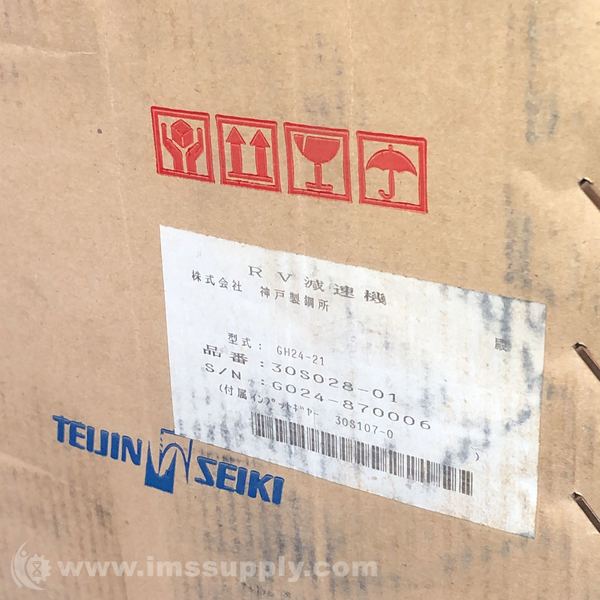 RV減速機
株式会社 神戸製鋼所 殿
型式: GH24-21
品番: 30S028-01
S/N: G024-870006
(付属インプットギヤー 30S107-0 )
TEIJIN SEIKI
www.imssupply.com